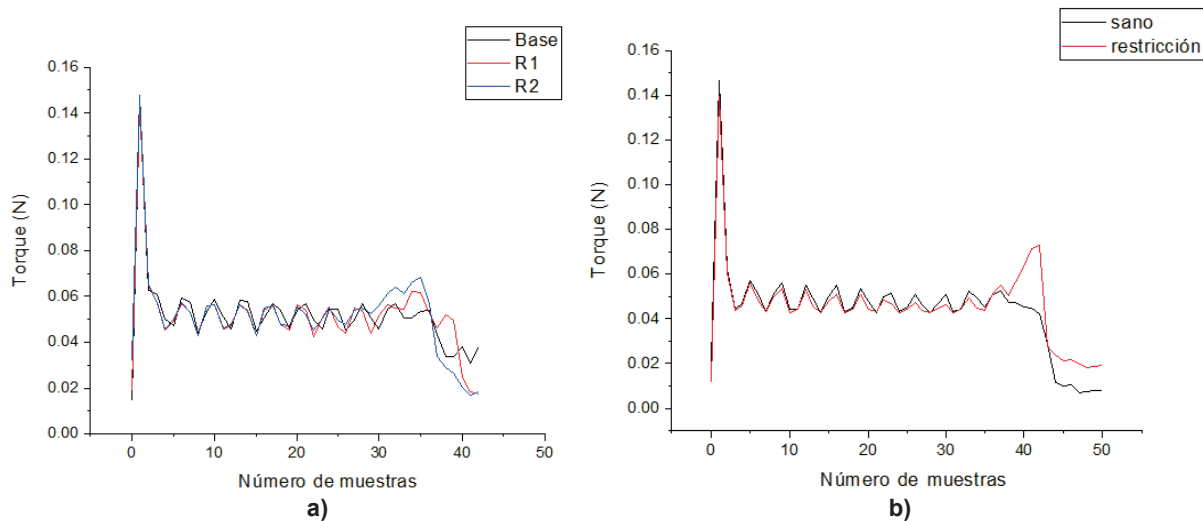 Base
R1
R2
0.16
0.14
0.12
0.10
0.08
0.06
0.04
0.02
0.00
Torque (N)
0
10
20
30
40
50
Número de muestras
a)
sano
restricción
0.16
0.14
0.12
0.10
0.08
0.06
0.04
0.02
0.00
Torque (N)
0
10
20
30
40
50
Número de muestras
b)